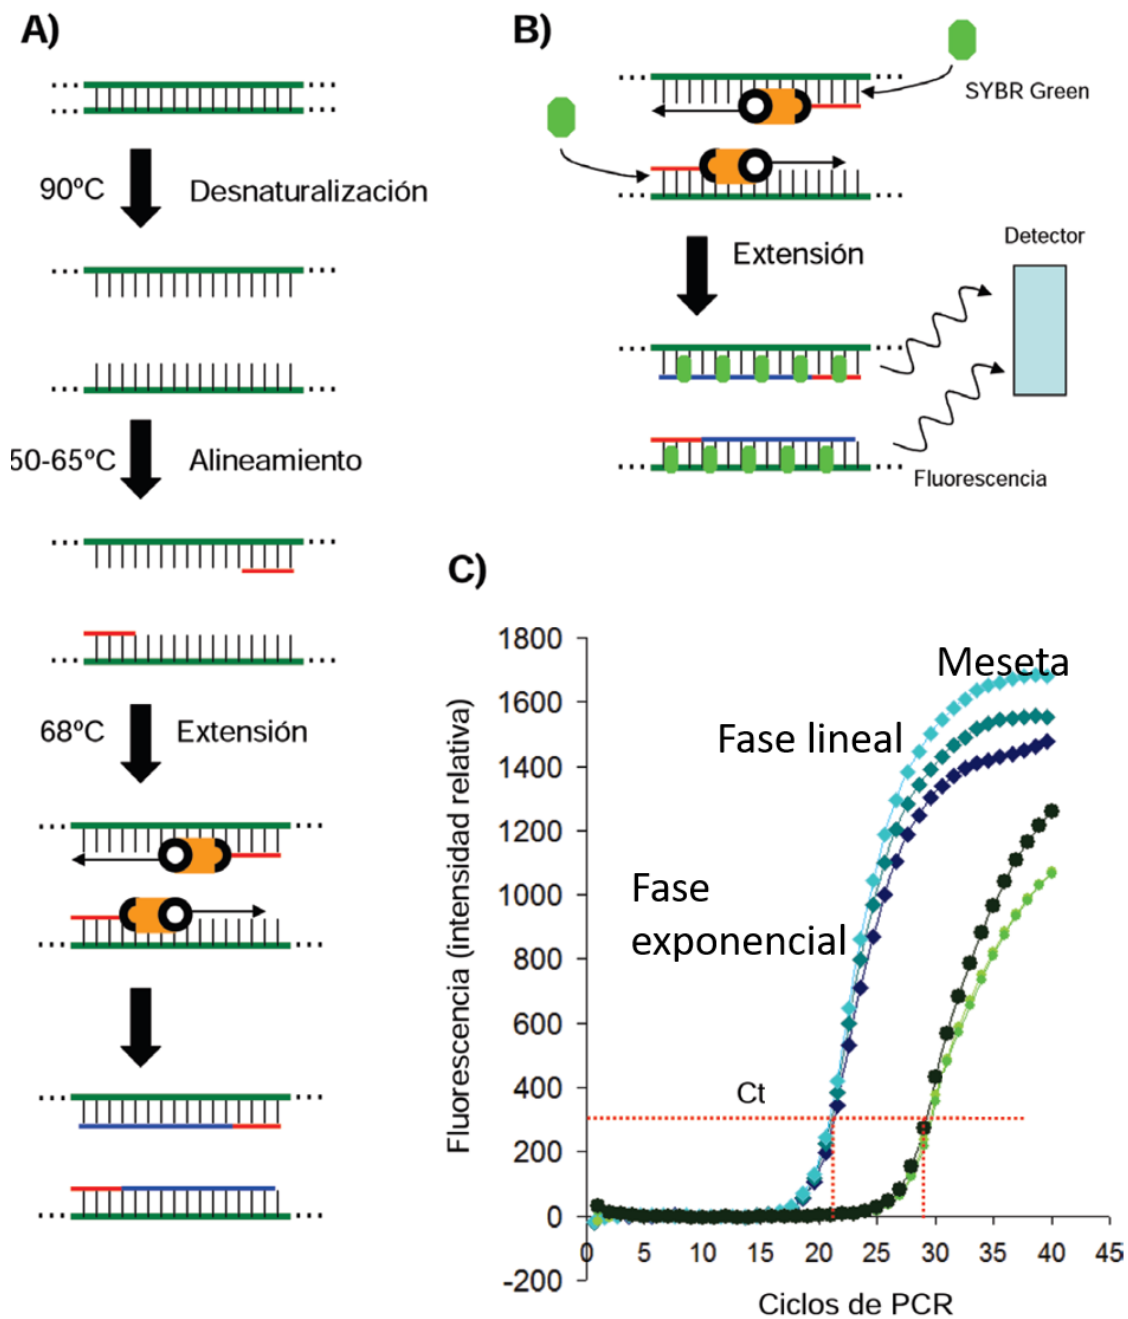 A)
90ºC
Desnaturalización
50-65ºC
Alineamiento
68ºC
Extensión
B)
SYBR Green
Extensión
Detector
Fluorescencia
C)
Fluorescencia (intensidad relativa)
1800
1600
1400
1200
1000
800
600
400
200
0
-200
Meseta
Fase lineal
Fase
exponencial
Ct
0 5 10 15 20 25 30 35 40 45
Ciclos de PCR